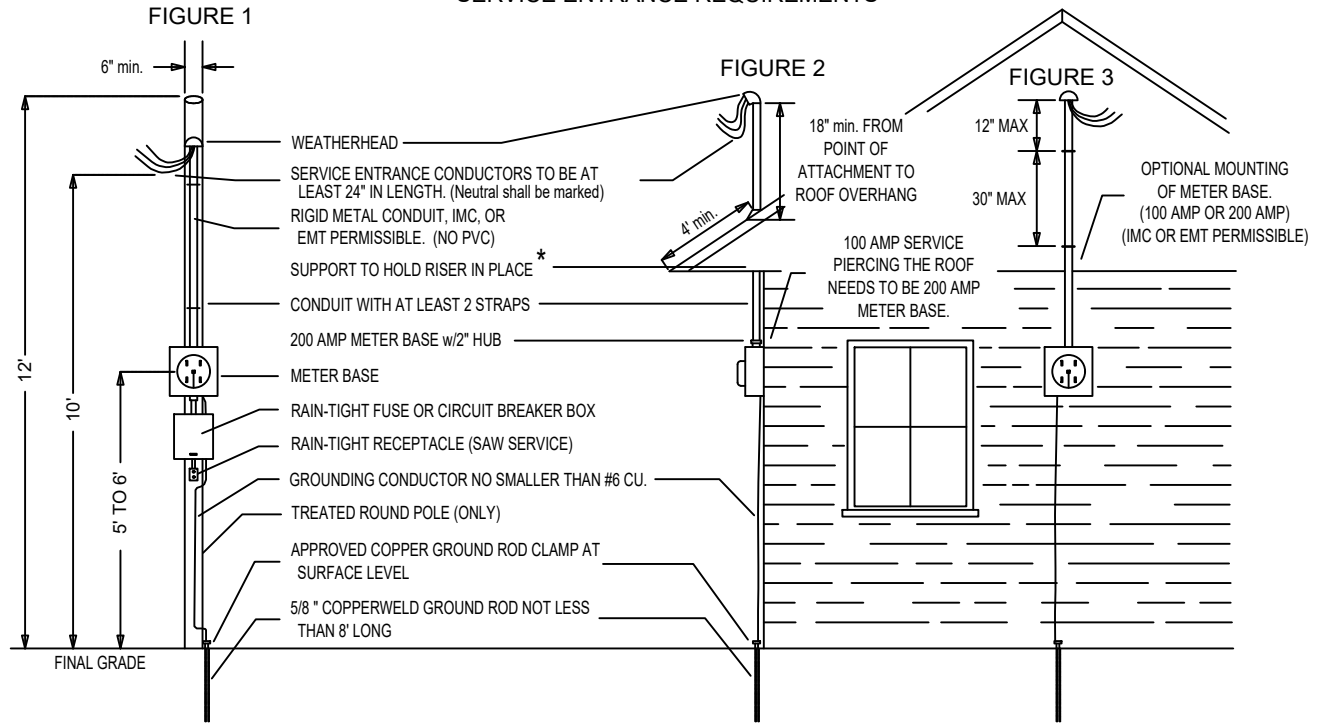 SERVICE ENTRANCE REQUIREMENTS
FIGURE 1
6" min.
12'
10'
5' TO 6'
FINAL GRADE
WEATHERHEAD
SERVICE ENTRANCE CONDUCTORS TO BE AT
LEAST 24" IN LENGTH. (Neutral shall be marked)
RIGID METAL CONDUIT, IMC, OR
EMT PERMISSIBLE. (NO PVC)
SUPPORT TO HOLD RISER IN PLACE *
CONDUIT WITH AT LEAST 2 STRAPS
200 AMP METER BASE w/2" HUB
METER BASE
RAIN-TIGHT FUSE OR CIRCUIT BREAKER BOX
RAIN-TIGHT RECEPTACLE (SAW SERVICE)
GROUNDING CONDUCTOR NO SMALLER THAN #6 CU.
TREATED ROUND POLE (ONLY)
APPROVED COPPER GROUND ROD CLAMP AT
SURFACE LEVEL
5/8 " COPPERWELD GROUND ROD NOT LESS
THAN 8' LONG
FIGURE 2
4' min.
18" min. FROM
POINT OF
ATTACHMENT TO
ROOF OVERHANG
100 AMP SERVICE
PIERCING THE ROOF
NEEDS TO BE 200 AMP
METER BASE.
FIGURE 3
12" MAX
30" MAX
OPTIONAL MOUNTING
OF METER BASE.
(100 AMP OR 200 AMP)
(IMC OR EMT PERMISSIBLE)